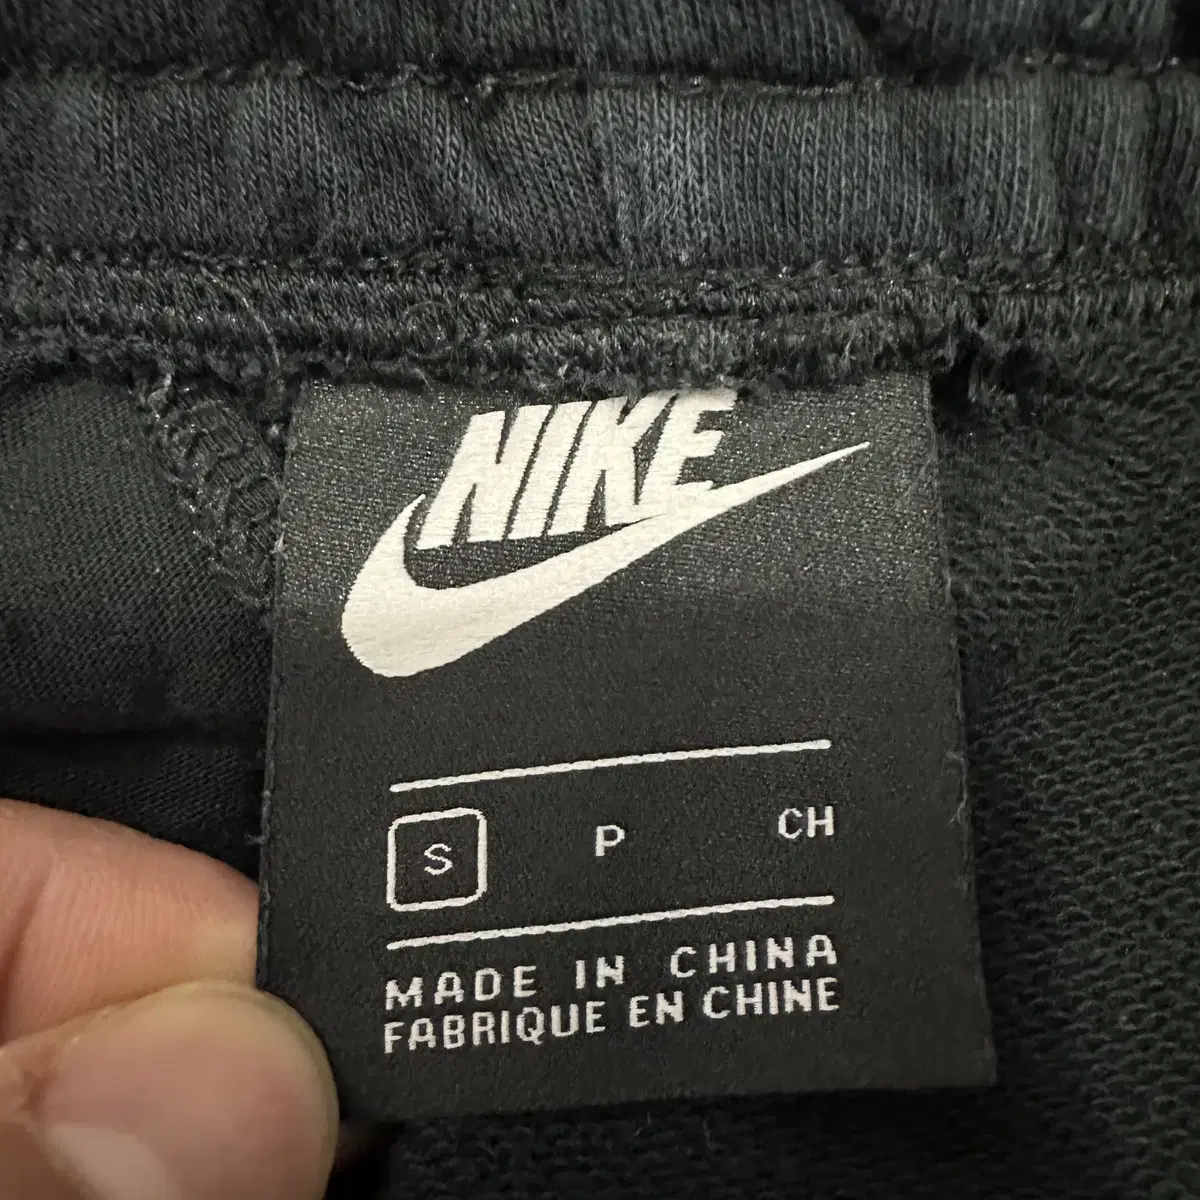 NIKE
S P CH
MADE IN CHINA
FABRIQUE EN CHINE